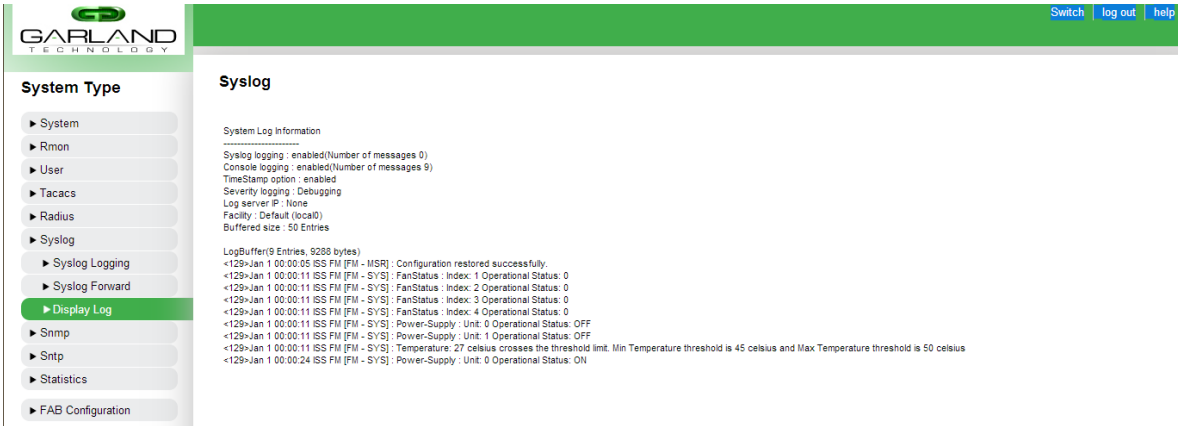 GARLAND
TECHNOLOGY
Switch
log out
help
System Type
System
Rmon
User
Tacacs
Radius
Syslog
Syslog Logging
Syslog Forward
Display Log
Snmp
Sntp
Statistics
FAB Configuration
Syslog
System Log Information
----------------------
Syslog logging : enabled(Number of messages 0)
Console logging : enabled(Number of messages 9)
TimeStamp option : enabled
Severity logging : Debugging
Log server IP : None
Facility : Default (local0)
Buffered size : 50 Entries
LogBuffer(9 Entries, 9288 bytes)
<129>Jan 1 00:00:05 ISS FM [FM - MSR] : Configuration restored successfully.
<129>Jan 1 00:00:11 ISS FM [FM - SYS] : FanStatus : Index: 1 Operational Status: 0
<129>Jan 1 00:00:11 ISS FM [FM - SYS] : FanStatus : Index: 2 Operational Status: 0
<129>Jan 1 00:00:11 ISS FM [FM - SYS] : FanStatus : Index: 3 Operational Status: 0
<129>Jan 1 00:00:11 ISS FM [FM - SYS] : FanStatus : Index: 4 Operational Status: 0
<129>Jan 1 00:00:11 ISS FM [FM - SYS] : Power-Supply : Unit: 0 Operational Status: OFF
<129>Jan 1 00:00:11 ISS FM [FM - SYS] : Power-Supply : Unit: 1 Operational Status: OFF
<129>Jan 1 00:00:11 ISS FM [FM - SYS] : Temperature: 27 celsius crosses the threshold limit. Min Temperature threshold is 45 celsius and Max Temperature threshold is 50 celsius
<129>Jan 1 00:00:24 ISS FM [FM - SYS] : Power-Supply : Unit: 0 Operational Status: ON